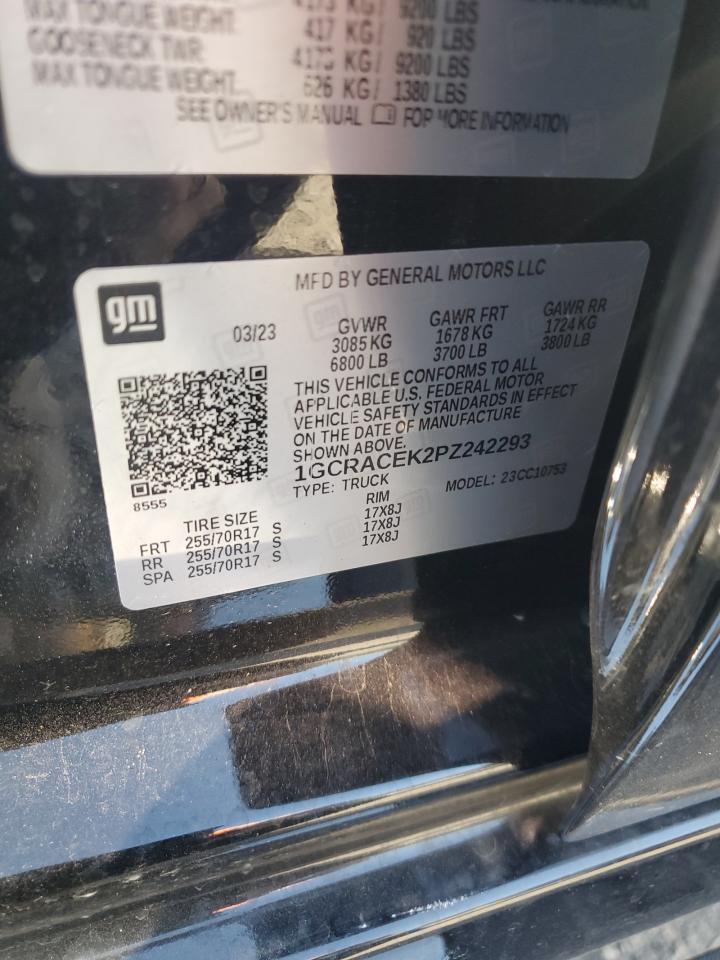 4173 KG / 9200 LBS
MAX TONGUE WEIGHT. 417 KG / 920 LBS
GOOSENECK TWR. 4173 KG / 9200 LBS
MAX TONGUE WEIGHT. 626 KG / 1380 LBS
SEE OWNER'S MANUAL FOR MORE INFORMATION
gm
MFD BY GENERAL MOTORS LLC
03/23 GVWR GAWR FRT GAWR RR
3085 KG 1678 KG 1724 KG
6800 LB 3700 LB 3800 LB
THIS VEHICLE CONFORMS TO ALL
APPLICABLE U.S. FEDERAL MOTOR
VEHICLE SAFETY STANDARDS IN EFFECT
ON THE DATE OF MANUFACTURE
SHOWN ABOVE.
1GCRACEK2PZ242293
TYPE: TRUCK MODEL: 23CC10753
8555
TIRE SIZE RIM
FRT 255/70R17 S 17X8J
RR 255/70R17 S 17X8J
SPA 255/70R17 S 17X8J